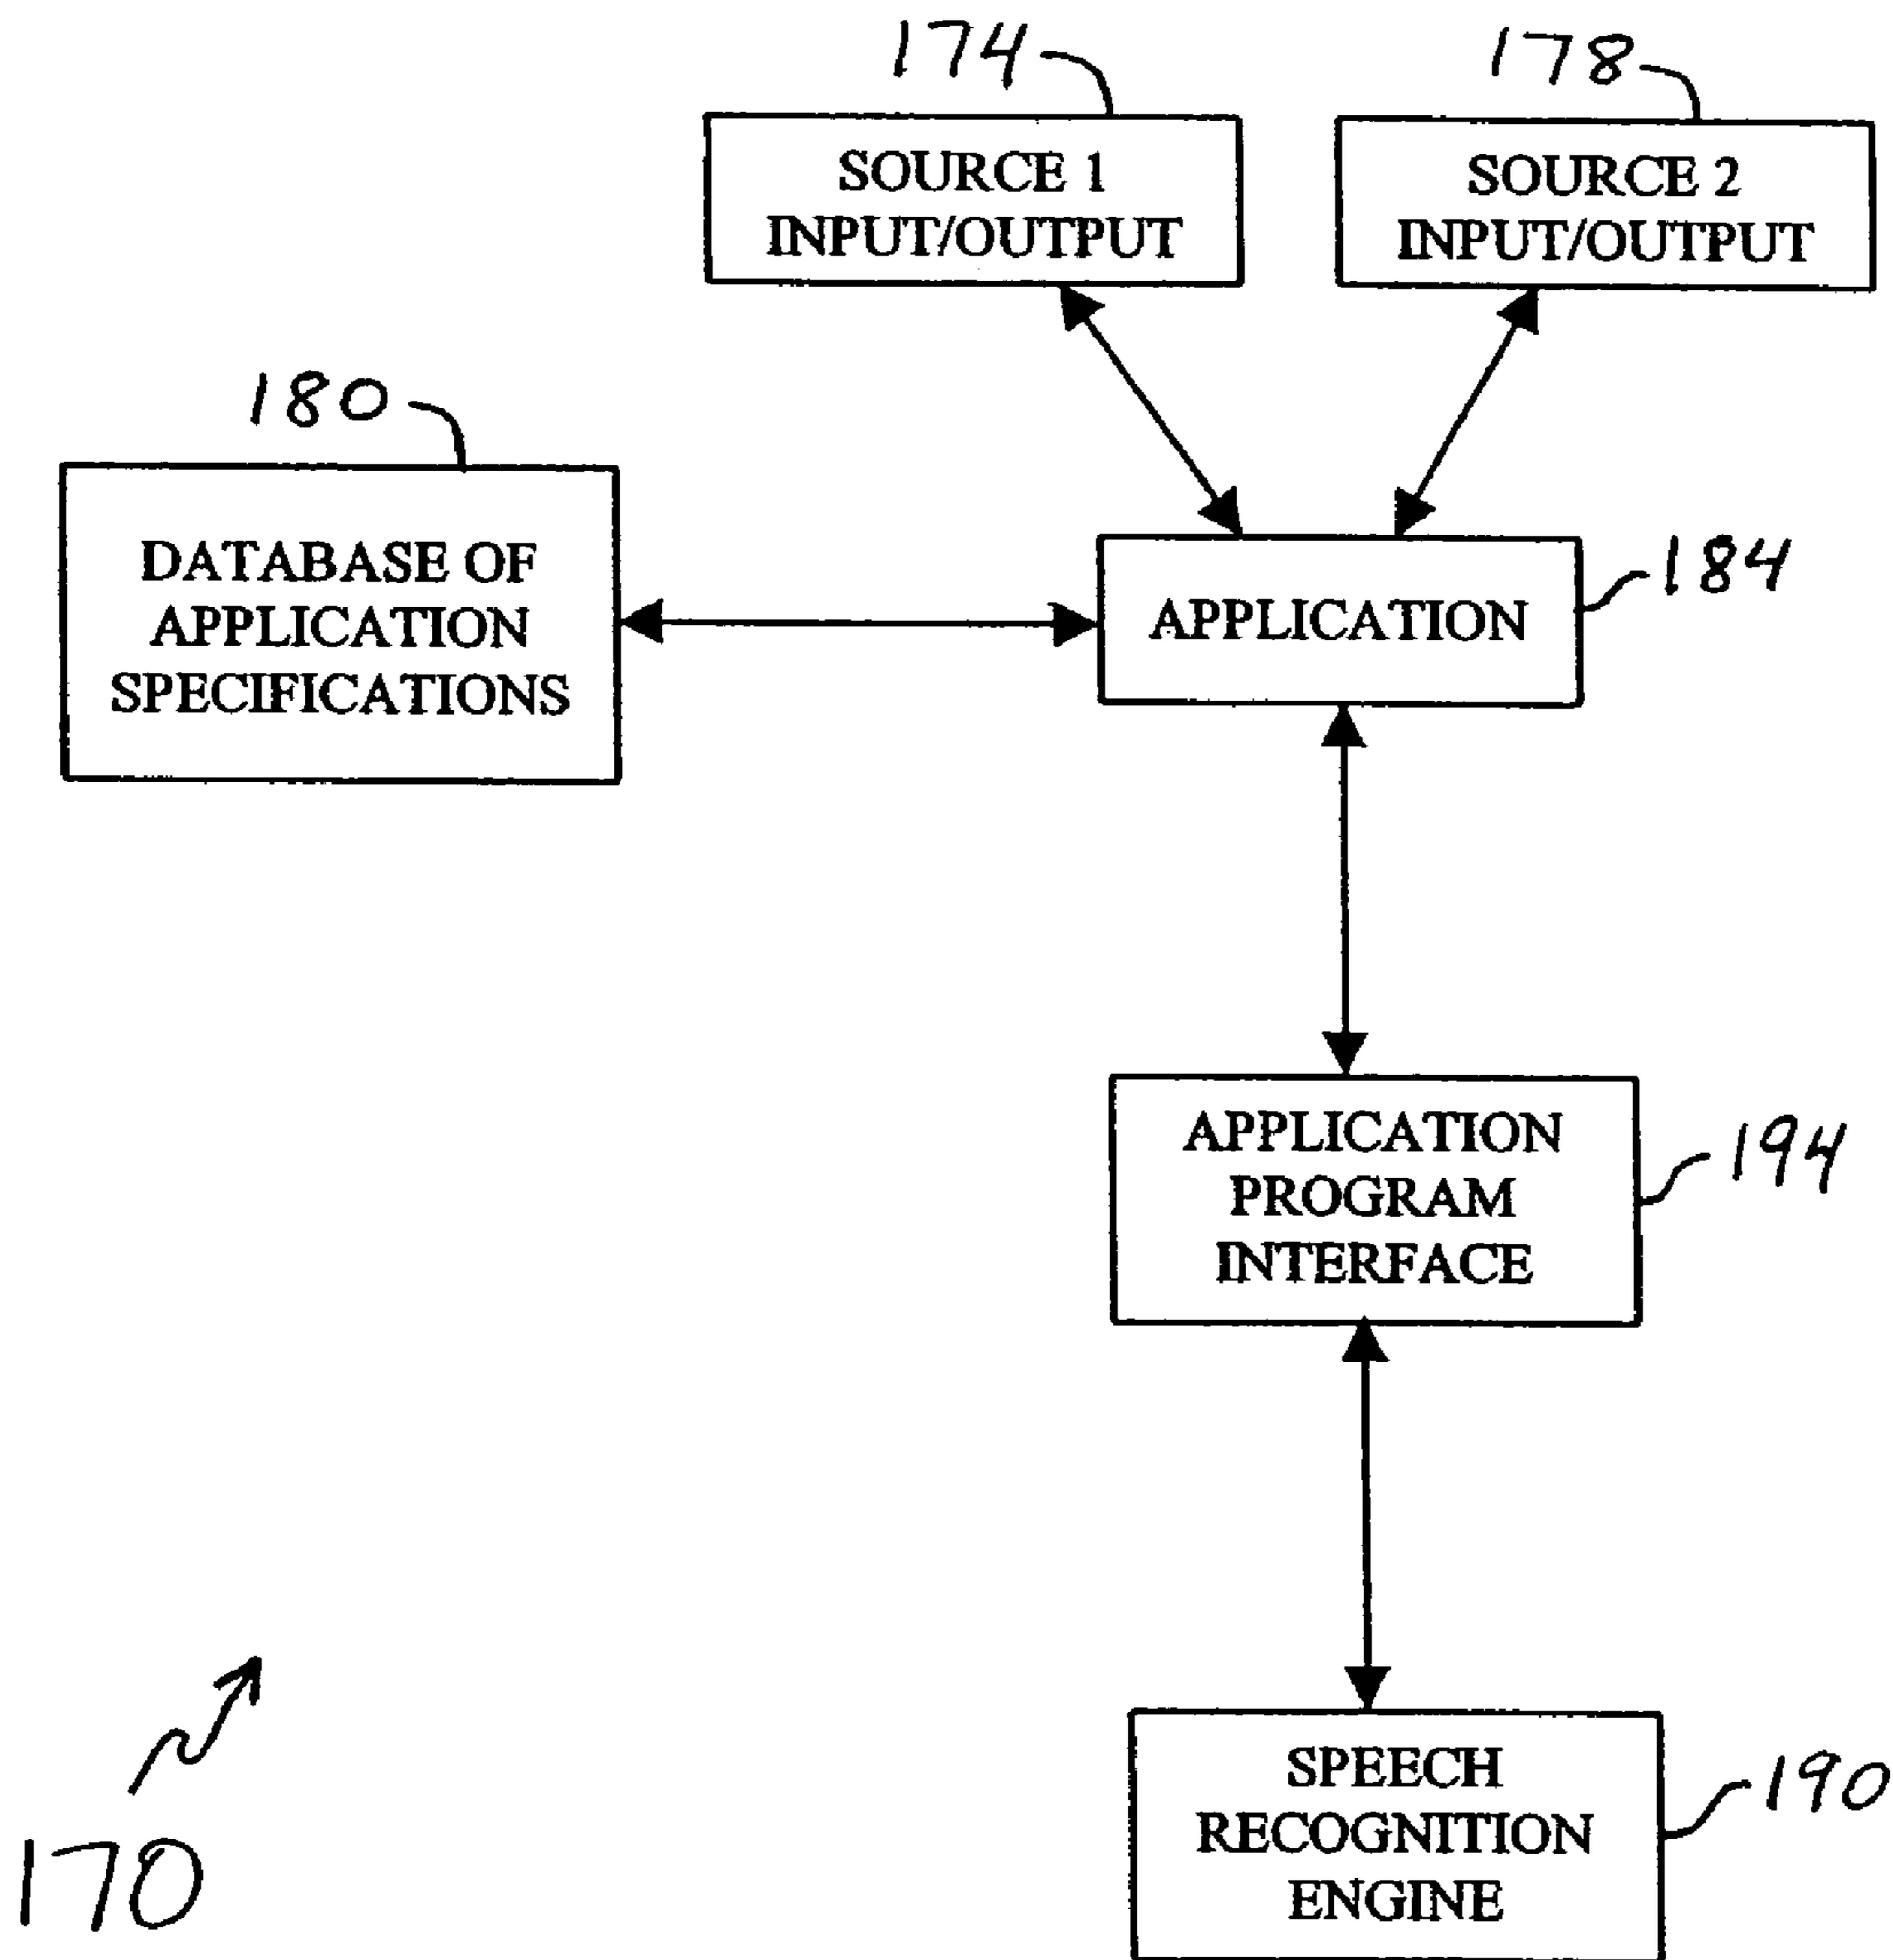 174
178
SOURCE 1
INPUT/OUTPUT
SOURCE 2
INPUT/OUTPUT
180
DATABASE OF
APPLICATION
SPECIFICATIONS
APPLICATION
184
APPLICATION
PROGRAM
INTERFACE
194
SPEECH
RECOGNITION
ENGINE
190
170